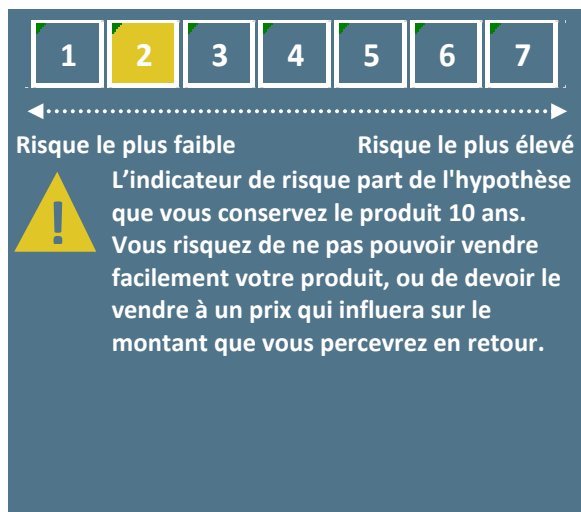 1 2 3 4 5 6 7
Risque le plus faible Risque le plus élevé
L’indicateur de risque part de l'hypothèse
que vous conservez le produit 10 ans.
Vous risquez de ne pas pouvoir vendre
facilement votre produit, ou de devoir le
vendre à un prix qui influera sur le
montant que vous percevrez en retour.